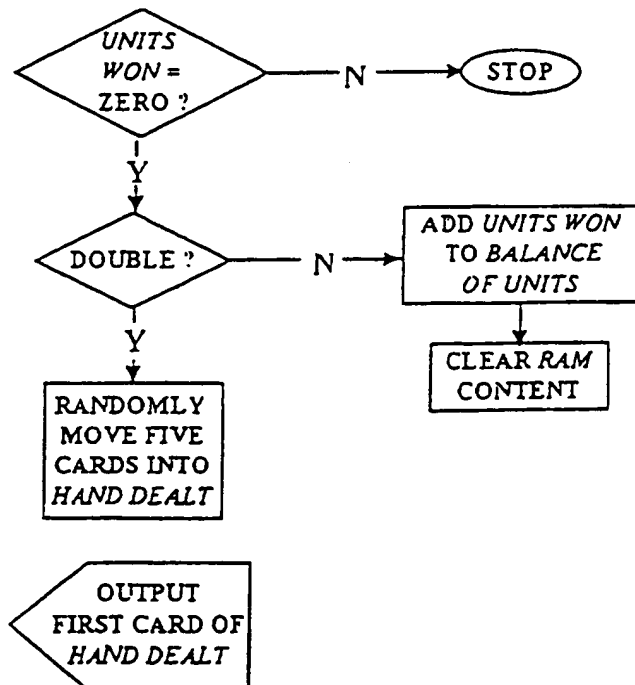 UNITS
WON =
ZERO ?
N
STOP
Y
DOUBLE ?
N
ADD UNITS WON
TO BALANCE
OF UNITS
Y
CLEAR RAM
CONTENT
RANDOMLY
MOVE FIVE
CARDS INTO
HAND DEALT
OUTPUT
FIRST CARD OF
HAND DEALT